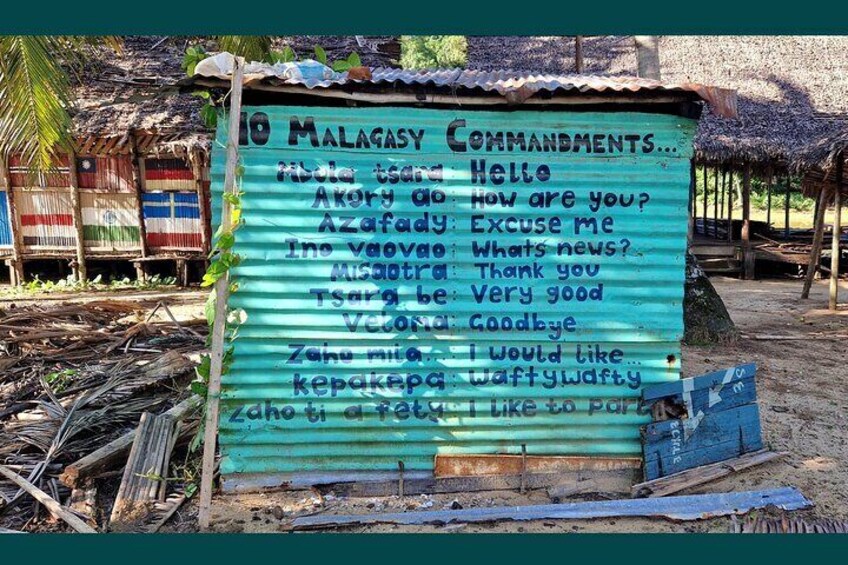 10 Malagasy Commandments...
Mbola tsara: Hello
Akory ao: How are you?
Azafady: Excuse me
Ino vaovao: Whats news?
Misaotra: Thank you
Tsara be: Very good
Veloma: Goodbye
Zaho mila...: I would like...
kepakepa: waftywafty
Zaho ti a fety: I like to part